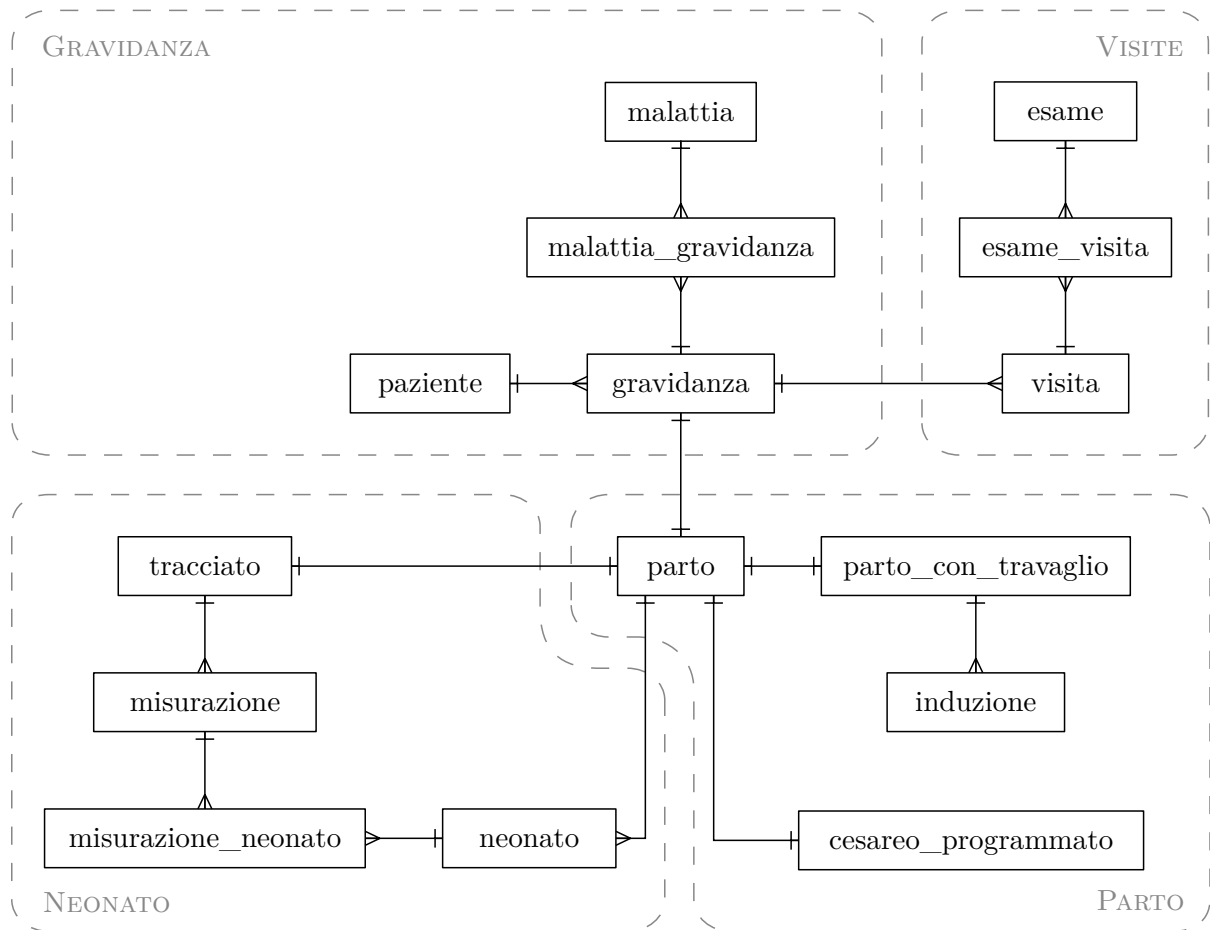 Gravidanza
Visite
malattia
esame
malattia_gravidanza
esame_visita
paziente
gravidanza
visita
tracciato
parto
parto_con_travaglio
misurazione
induzione
misurazione_neonato
neonato
cesareo_programmato
Neonato
Parto